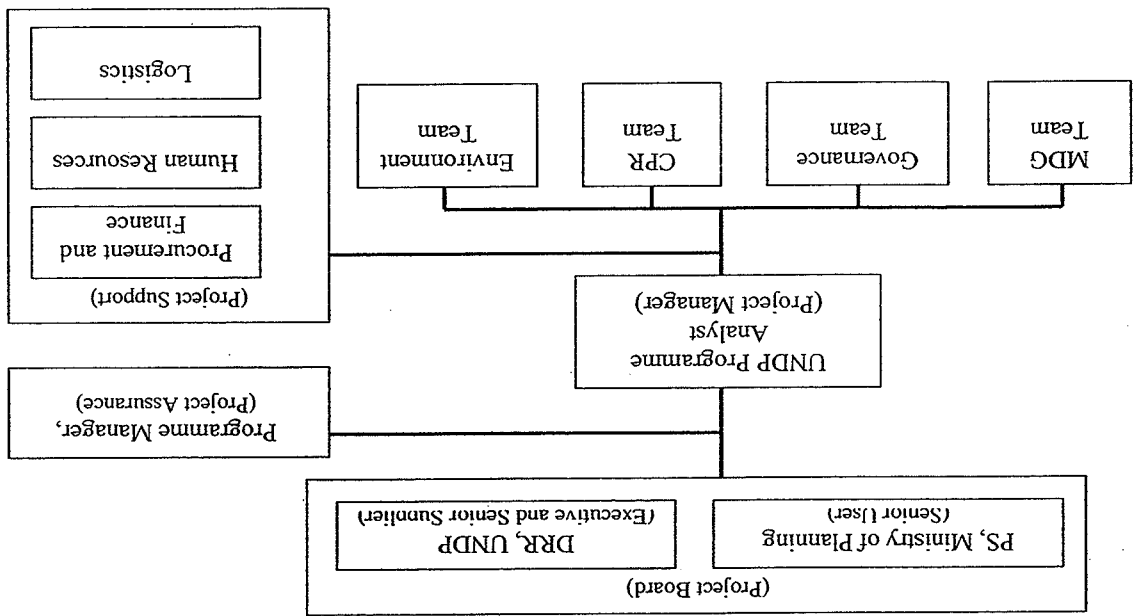 (Project Board)
PS, Ministry of Planning
(Senior User)
DRR, UNDP
(Executive and Senior Supplier)
Programme Manager,
(Project Assurance)
UNDP Programme
Analyst
(Project Manager)
(Project Support)
Procurement and
Finance
Human Resources
Logistics
MDG
Team
Governance
Team
CPR
Team
Environment
Team